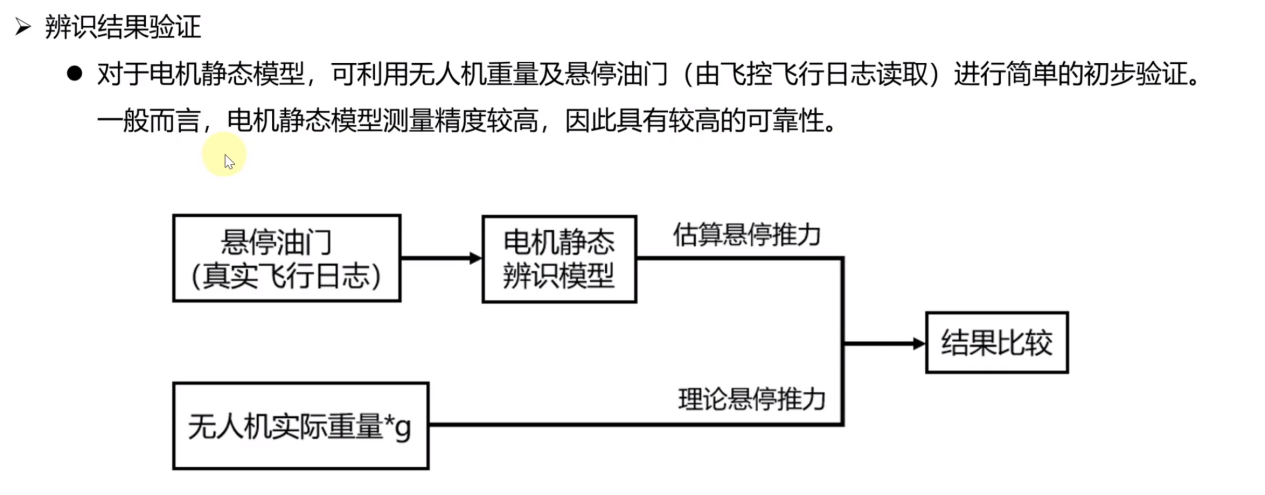 辨识结果验证
对于电机静态模型，可利用无人机重量及悬停油门（由飞控飞行日志读取）进行简单的初步验证。
一般而言，电机静态模型测量精度较高，因此具有较高的可靠性。
悬停油门
（真实飞行日志）
电机静态
辨识模型
估算悬停推力
结果比较
无人机实际重量*g
理论悬停推力